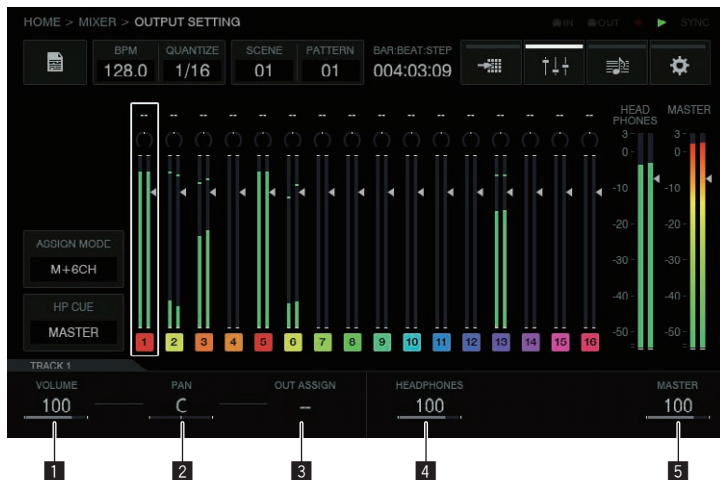 HOME > MIXER > OUTPUT SETTING
IN OUT SYNC
BPM QUANTIZE SCENE PATTERN BAR:BEAT:STEP
128.0 1/16 01 01 004:03:09
HEAD PHONES MASTER
-- -- -- -- -- -- -- -- -- -- -- -- -- -- -- --
3 3
0 0
-10 -10
-20 -20
-30 -30
-40 -40
-50 -50
ASSIGN MODE
M+6CH
HP CUE
MASTER
1 2 3 4 5 6 7 8 9 10 11 12 13 14 15 16
TRACK 1
VOLUME PAN OUT ASSIGN HEADPHONES MASTER
100 C -- 100 100
1 2 3 4 5